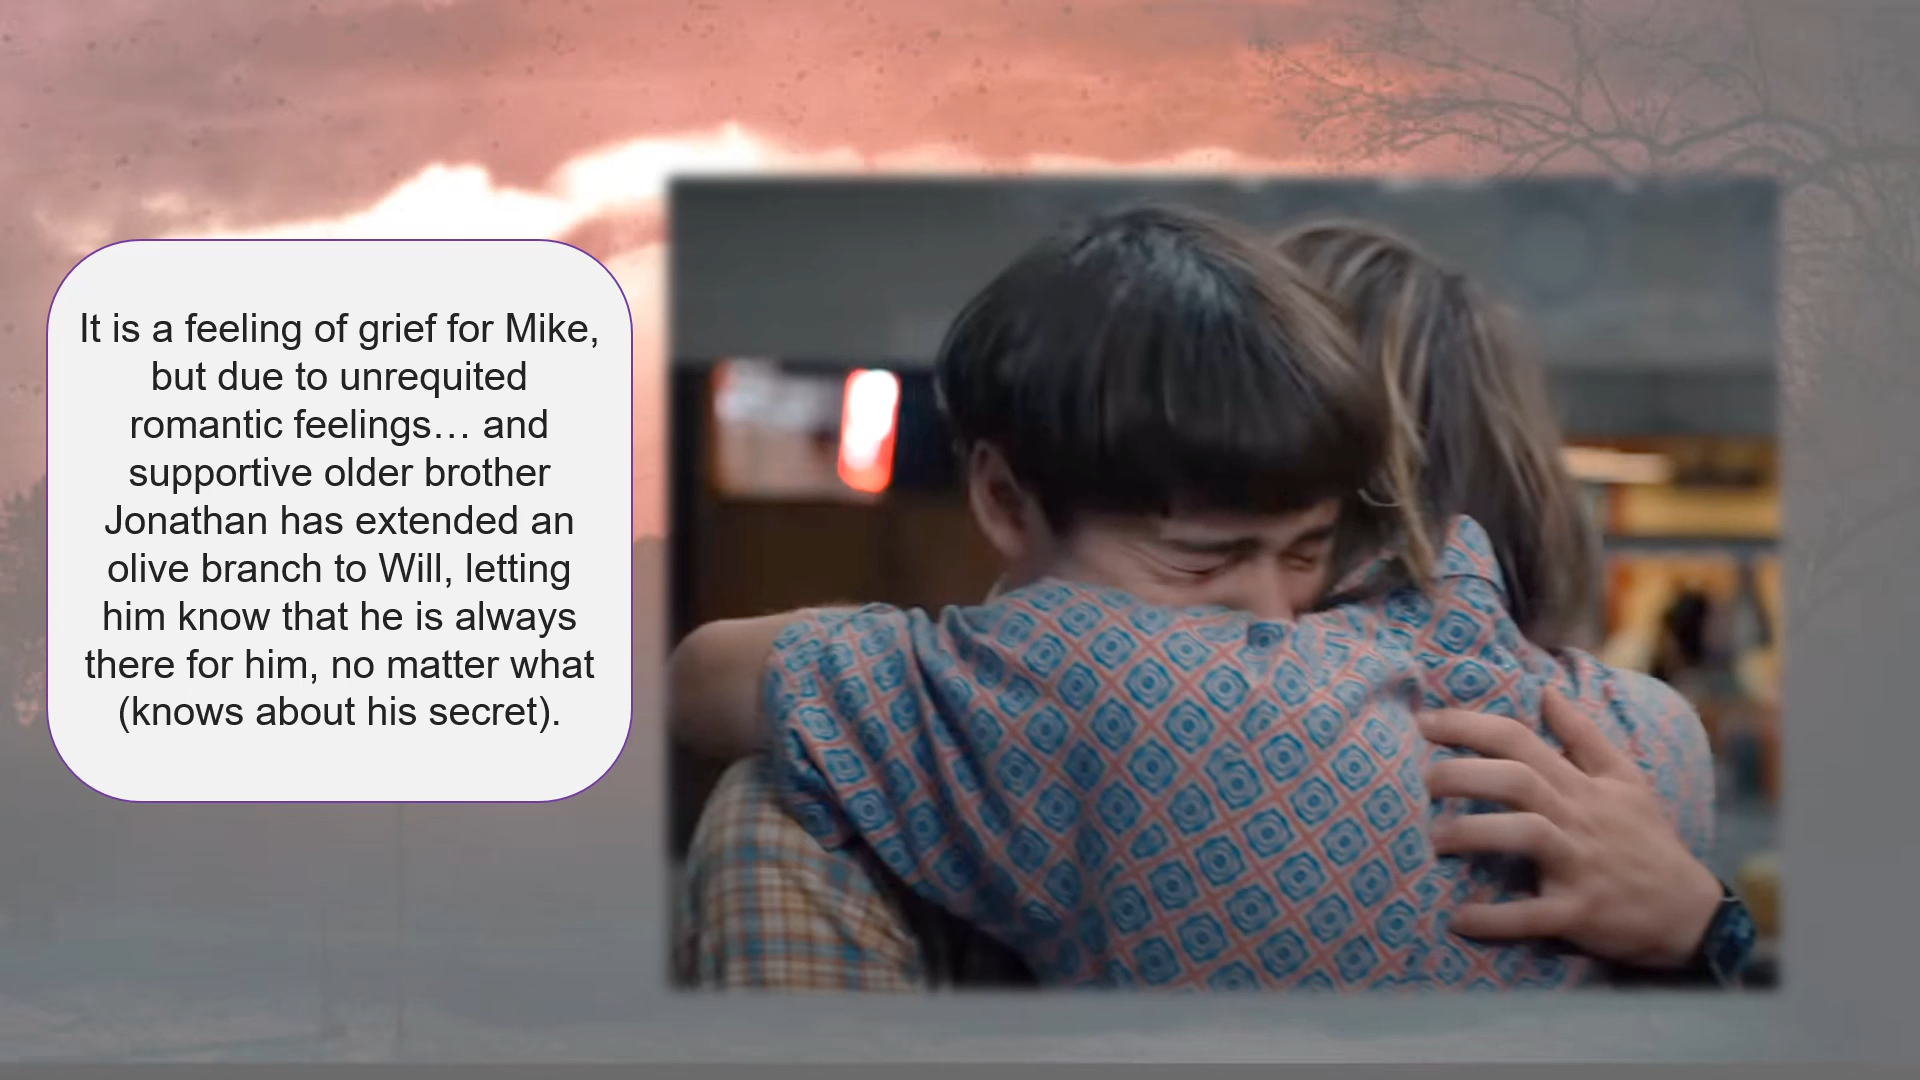 It is a feeling of grief for Mike,
but due to unrequited
romantic feelings… and
supportive older brother
Jonathan has extended an
olive branch to Will, letting
him know that he is always
there for him, no matter what
(knows about his secret).